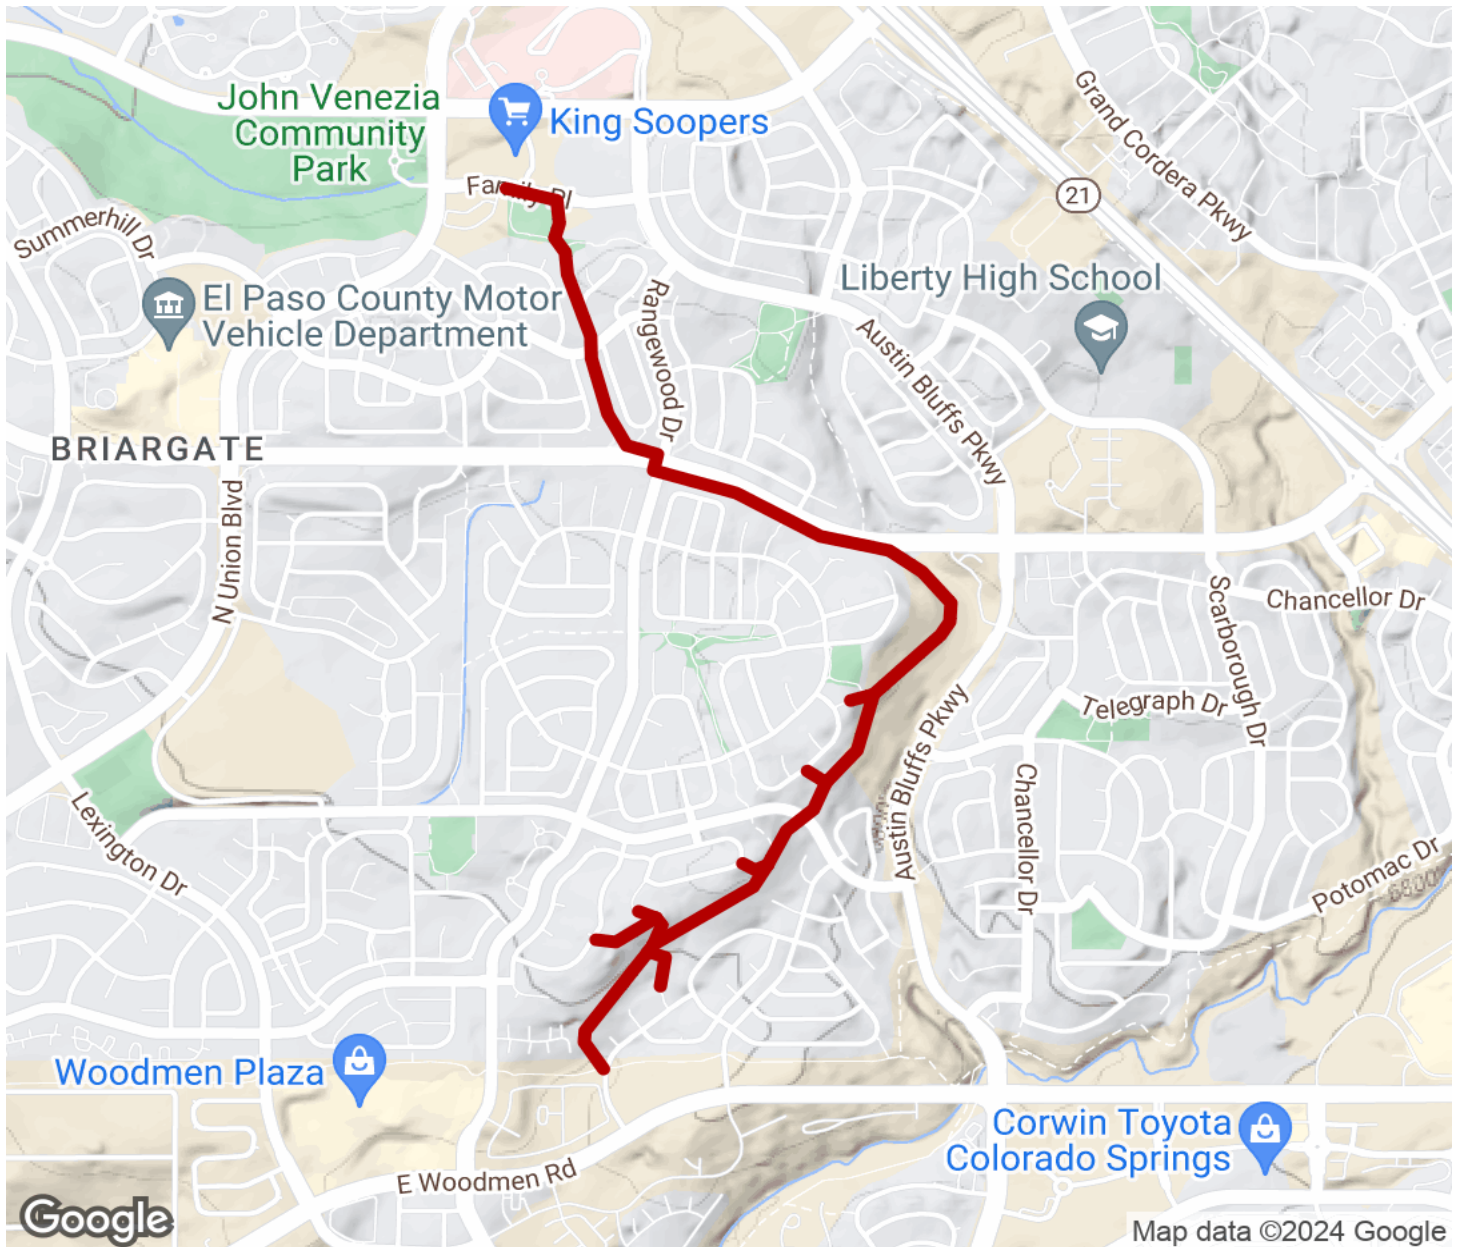 John Venezia
Community
Park
King Soopers
Family Pl
Grand Cordera Pkwy
21
Summerhill Dr
El Paso County Motor
Vehicle Department
Liberty High School
Rangewood Dr
Austin Bluffs Pkwy
BRIARGATE
N Union Blvd
Chancellor Dr
Scarborough Dr
Telegraph Dr
Austin Bluffs Pkwy
Chancellor Dr
Lexington Dr
Potomac Dr
6800'
Woodmen Plaza
Corwin Toyota
Colorado Springs
E Woodmen Rd
Google
Map data ©2024 Google